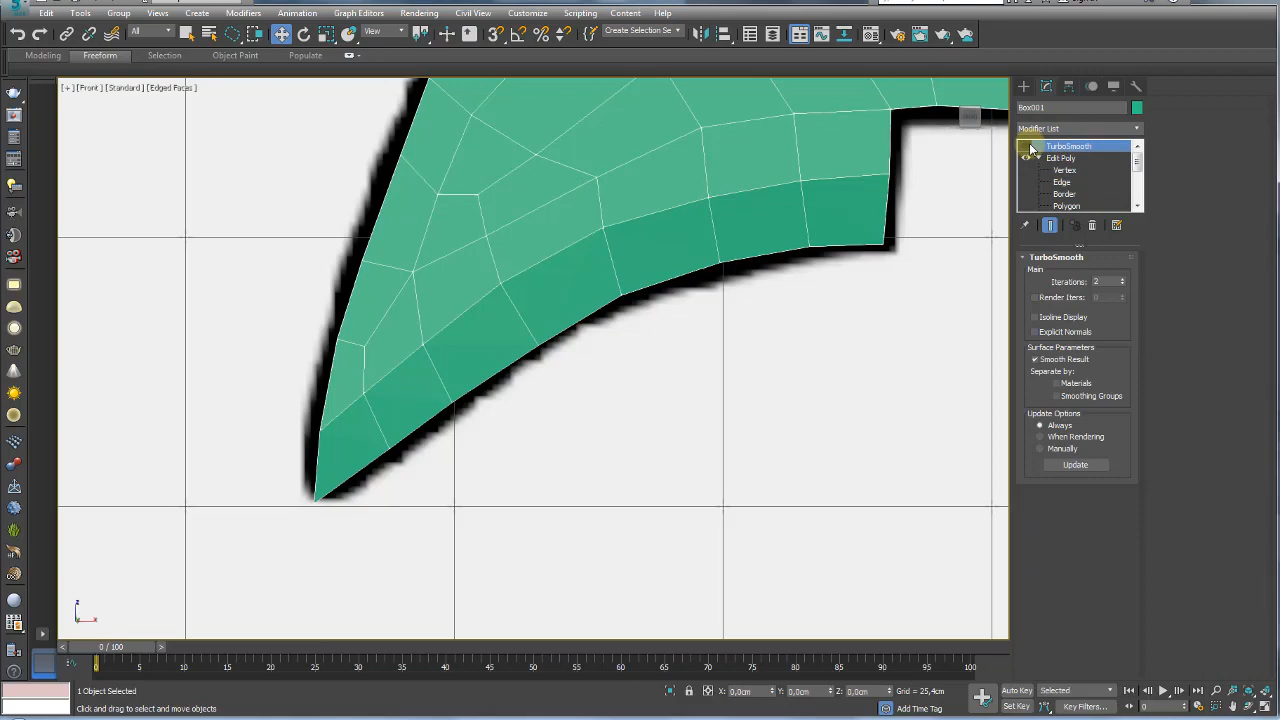 Edit Tools Group Views Create Modifiers Animation Graph Editors Rendering Civil View Customize Scripting Content Help
All View Create Selection Se
Modeling Freeform Selection Object Paint Populate
[+] [Front] [Standard] [Edged Faces]
Box001
Modifier List
TurboSmooth
Edit Poly
Vertex
Edge
Border
Polygon
TurboSmooth
Main
Iterations: 2
Render Iters: 0
Isoline Display
Explicit Normals
Surface Parameters
Smooth Result
Separate by:
Materials
Smoothing Groups
Update Options
Always
When Rendering
Manually
Update
z
x
0 / 100
0 5 10 15 20 25 30 35 40 45 50 55 60 65 70 75 80 85 90 95 100
1 Object Selected X: 0,0cm Y: 0,0cm Z: 0,0cm Grid = 25,4cm Auto Key Selected
Click and drag to select and move objects Add Time Tag Set Key Key Filters... 0